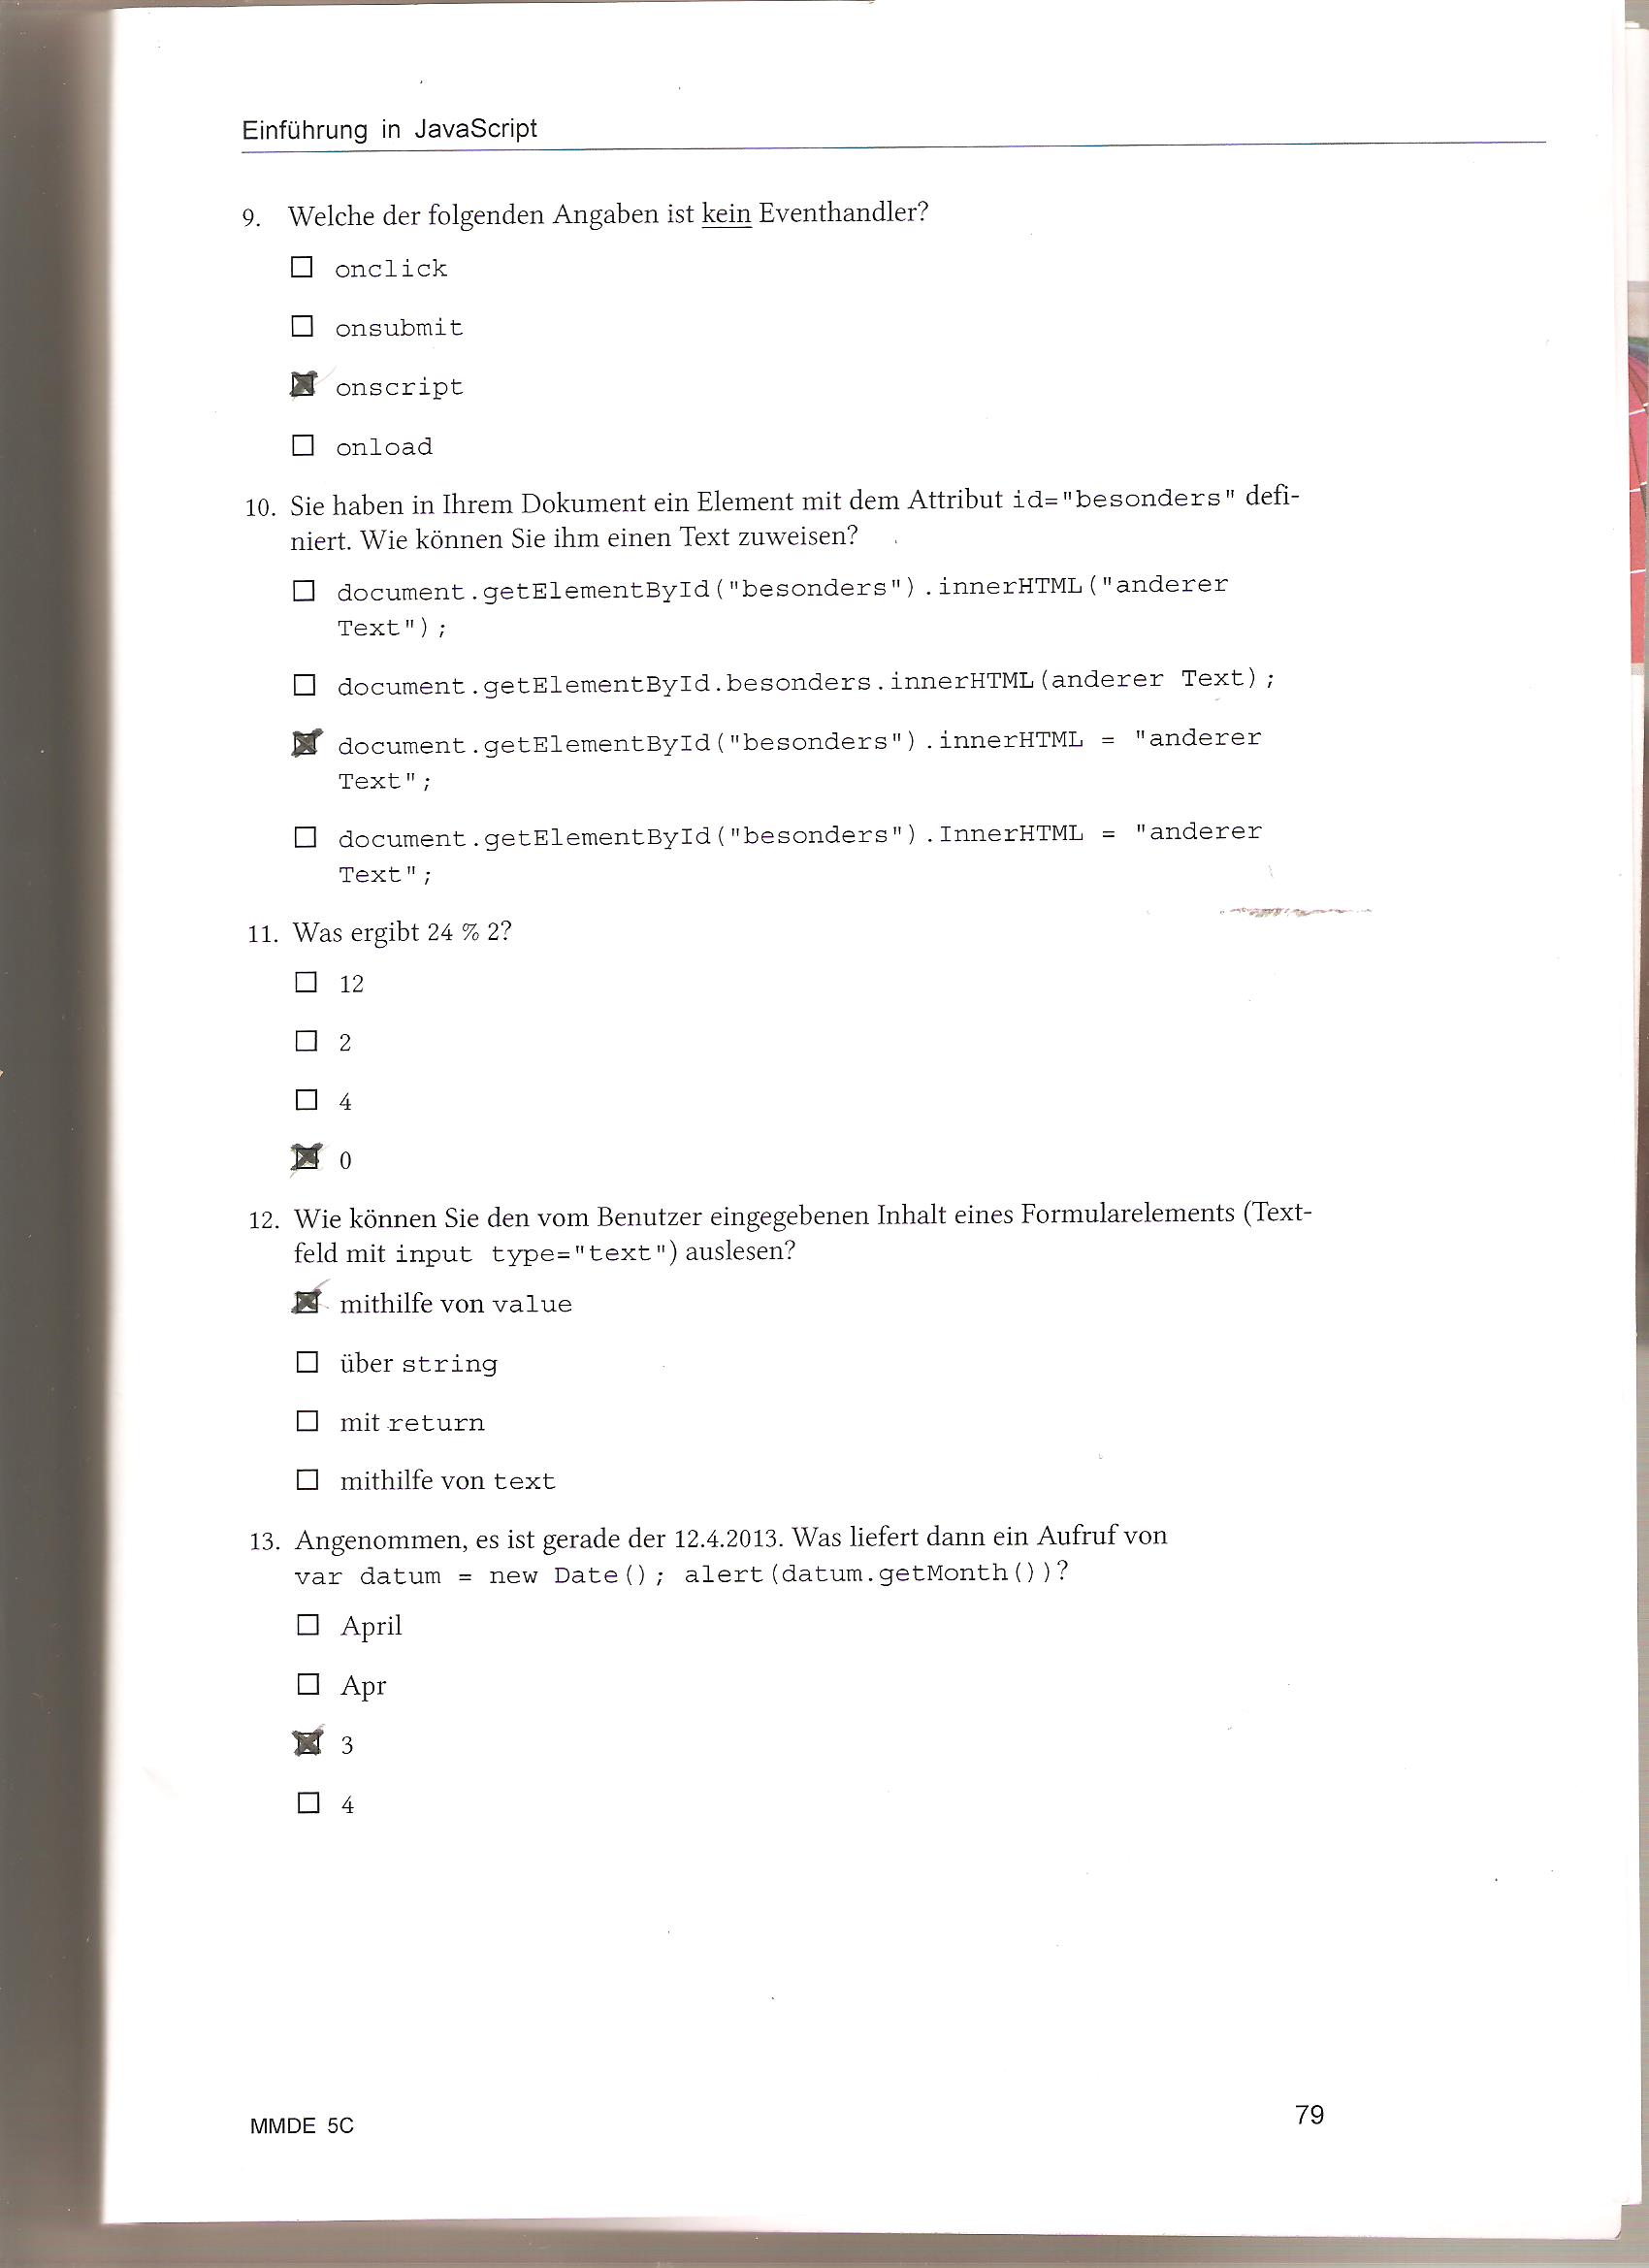 Einführung in JavaScript
9. Welche der folgenden Angaben ist kein Eventhandler?
onclick
onsubmit
onscript
onload
10. Sie haben in Ihrem Dokument ein Element mit dem Attribut id="besonders" defi-
niert. Wie können Sie ihm einen Text zuweisen?
document.getElementById("besonders").innerHTML("anderer
Text");
document.getElementById.besonders.innerHTML(anderer Text);
document.getElementById("besonders").innerHTML = "anderer
Text";
document.getElementById("besonders").InnerHTML = "anderer
Text";
11. Was ergibt 24 % 2?
12
2
4
0
12. Wie können Sie den vom Benutzer eingegebenen Inhalt eines Formularelements (Text-
feld mit input type="text") auslesen?
mithilfe von value
über string
mit return
mithilfe von text
13. Angenommen, es ist gerade der 12.4.2013. Was liefert dann ein Aufruf von
var datum = new Date(); alert(datum.getMonth())?
April
Apr
3
4
MMDE 5C
79